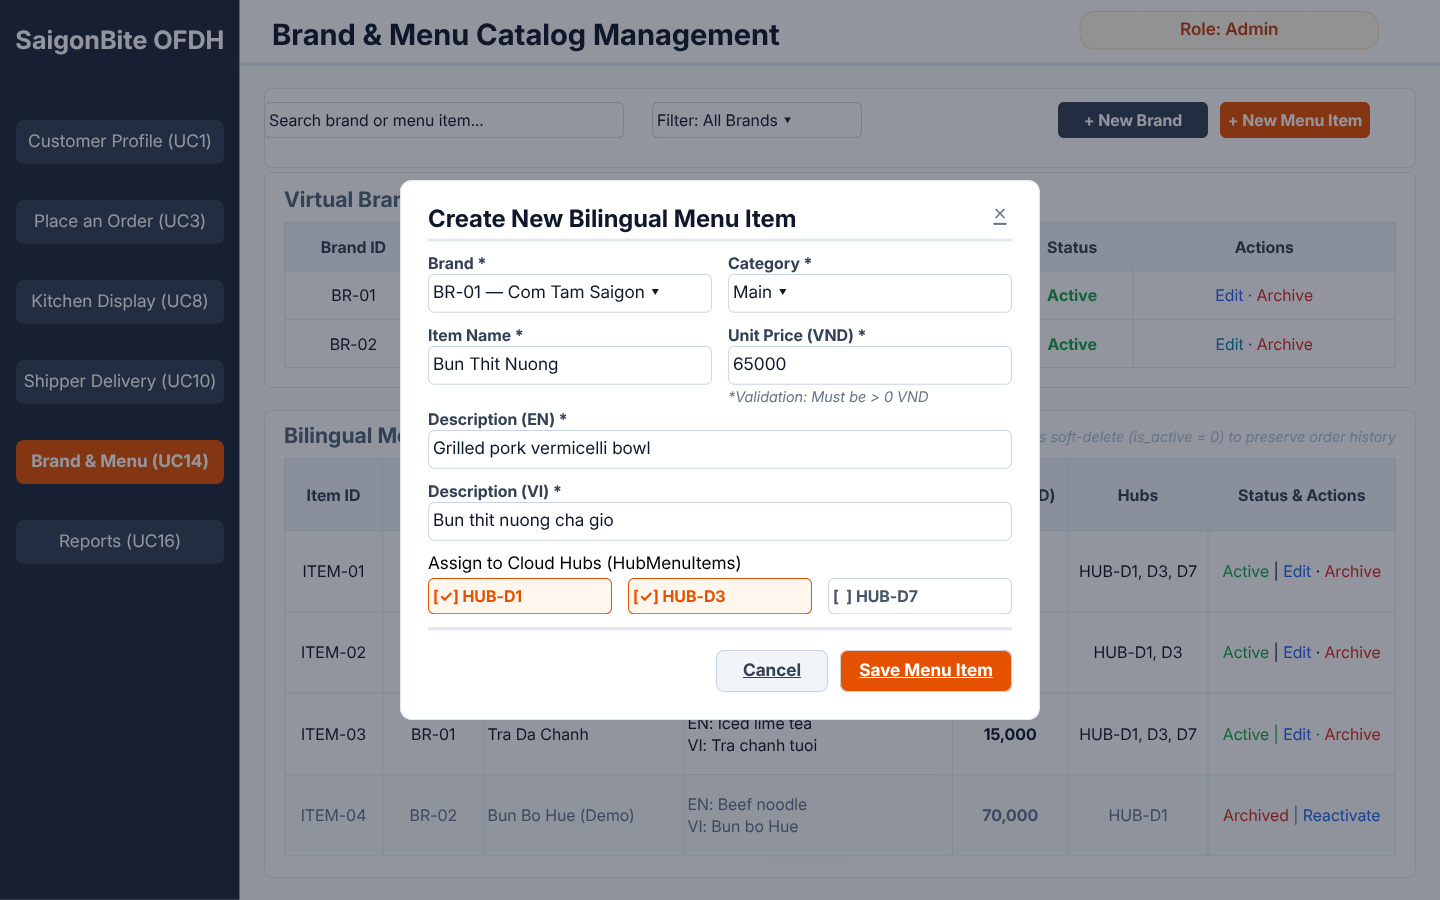 SaigonBite OFDH
Customer Profile (UC1)
Place an Order (UC3)
Kitchen Display (UC8)
Shipper Delivery (UC10)
Brand & Menu (UC14)
Reports (UC16)
Brand & Menu Catalog Management
Role: Admin
Search brand or menu item...
Filter: All Brands ▾
+ New Brand
+ New Menu Item
Virtual Bran
Brand ID
Status
Actions
BR-01
Active
Edit · Archive
BR-02
Active
Edit · Archive
Create New Bilingual Menu Item
×
Brand *
Category *
BR-01 — Com Tam Saigon ▾
Main ▾
Item Name *
Unit Price (VND) *
Bun Thit Nuong
65000
*Validation: Must be > 0 VND
Description (EN) *
Grilled pork vermicelli bowl
Description (VI) *
Bun thit nuong cha gio
Assign to Cloud Hubs (HubMenuItems)
[✓] HUB-D1
[✓] HUB-D3
[ ] HUB-D7
Cancel
Save Menu Item
Bilingual Me
s soft-delete (is_active = 0) to preserve order history
Item ID
D)
Hubs
Status & Actions
ITEM-01
HUB-D1, D3, D7
Active | Edit · Archive
ITEM-02
HUB-D1, D3
Active | Edit · Archive
ITEM-03
BR-01
Tra Da Chanh
EN: Iced lime tea
VI: Tra chanh tuoi
15,000
HUB-D1, D3, D7
Active | Edit · Archive
ITEM-04
BR-02
Bun Bo Hue (Demo)
EN: Beef noodle
VI: Bun bo Hue
70,000
HUB-D1
Archived | Reactivate